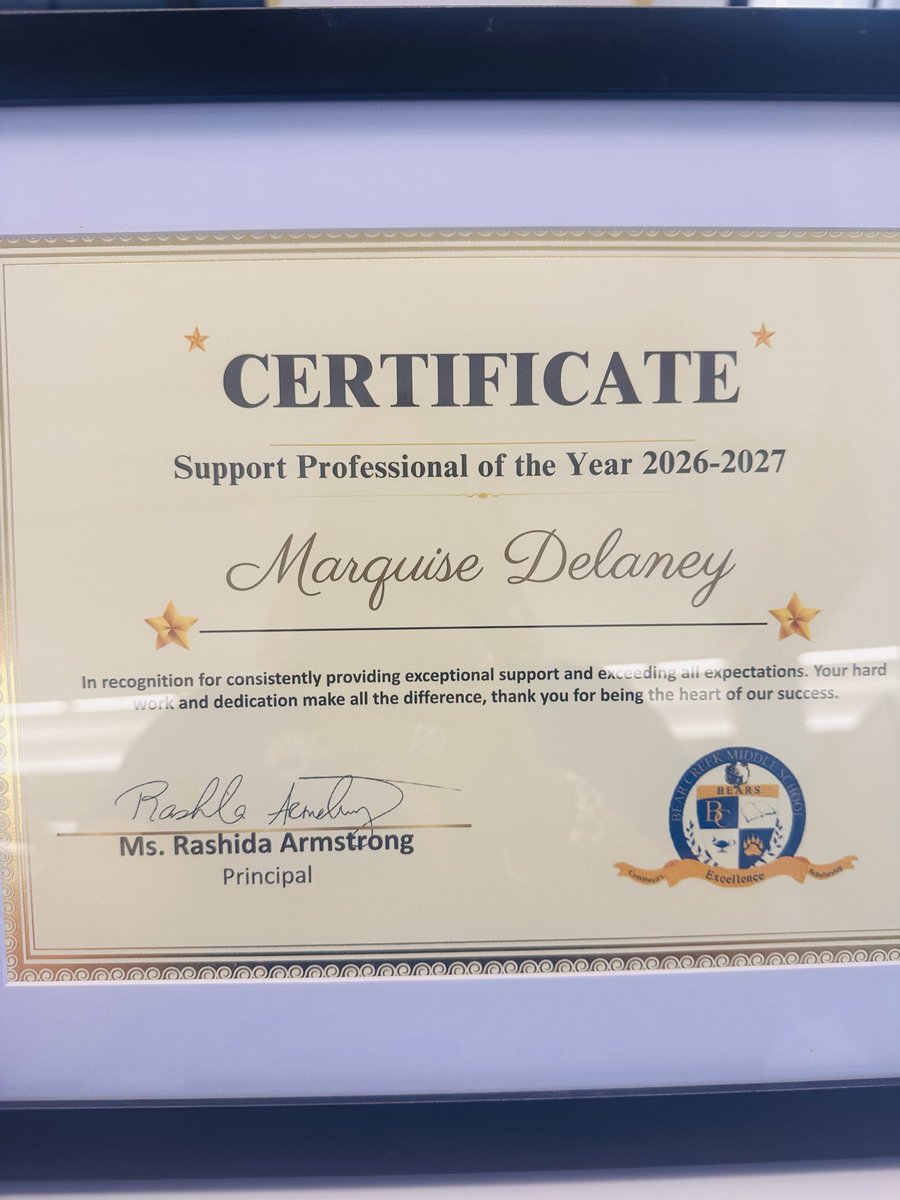 CERTIFICATE
Support Professional of the Year 2026-2027
Marquise Delaney
In recognition for consistently providing exceptional support and exceeding all expectations. Your hard
work and dedication make all the difference, thank you for being the heart of our success.
Ms. Rashida Armstrong
Principal
BEAR CREEK MIDDLE SCHOOL
BEARS
BC
Community
Excellence
Scholarship